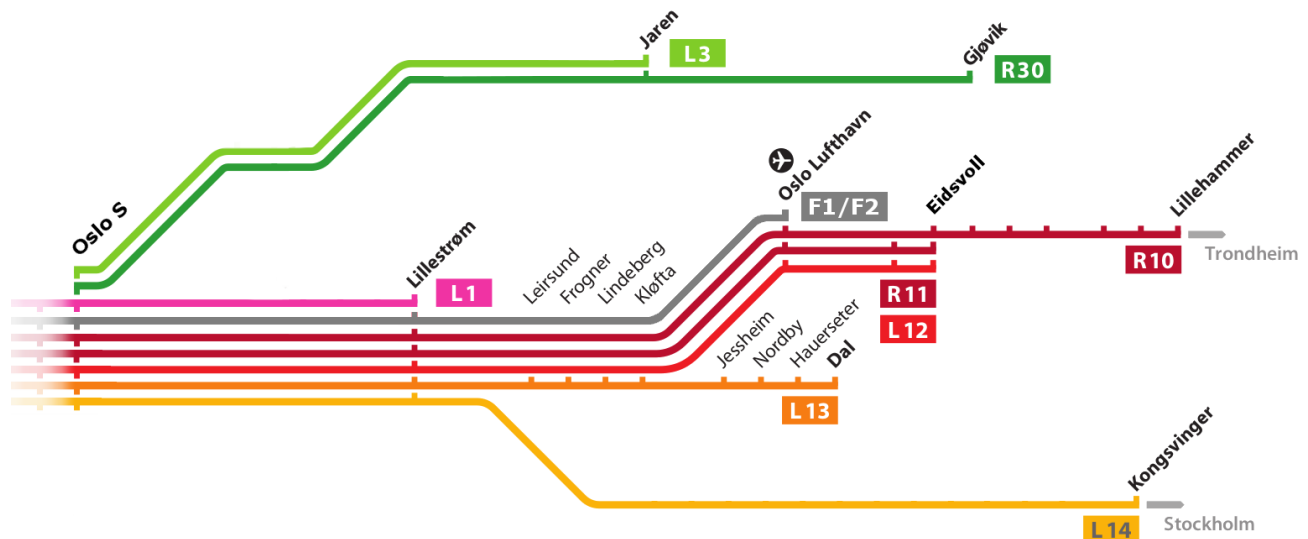 Jaren
L3
Gjøvik
R30
Oslo Lufthavn
F1/F2
Eidsvoll
Lillehammer
Oslo S
Lillestrøm
L1
Leirsund
Frogner
Lindeberg
Kløfta
R10
Trondheim
R11
L12
Jessheim
Nordby
Hauerseter
Dal
L13
Kongsvinger
L14
Stockholm